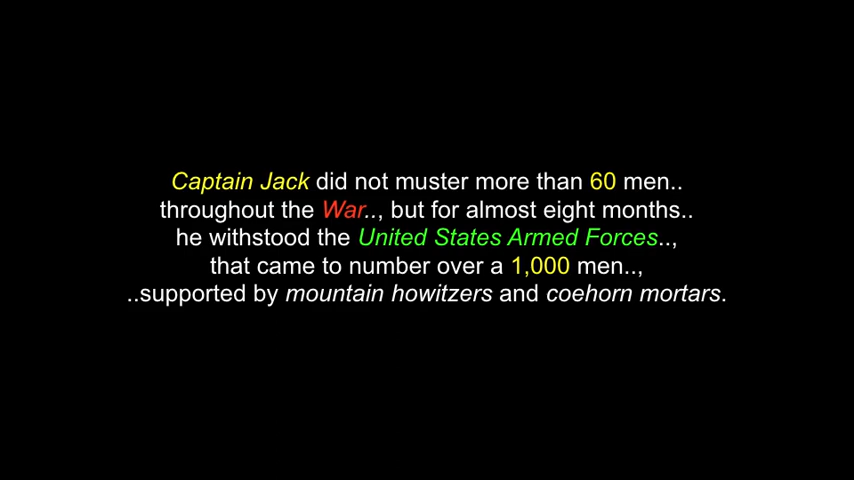 Captain Jack did not muster more than 60 men..
throughout the War.., but for almost eight months..
he withstood the United States Armed Forces..,
that came to number over a 1,000 men..,
..supported by mountain howitzers and coehorn mortars.